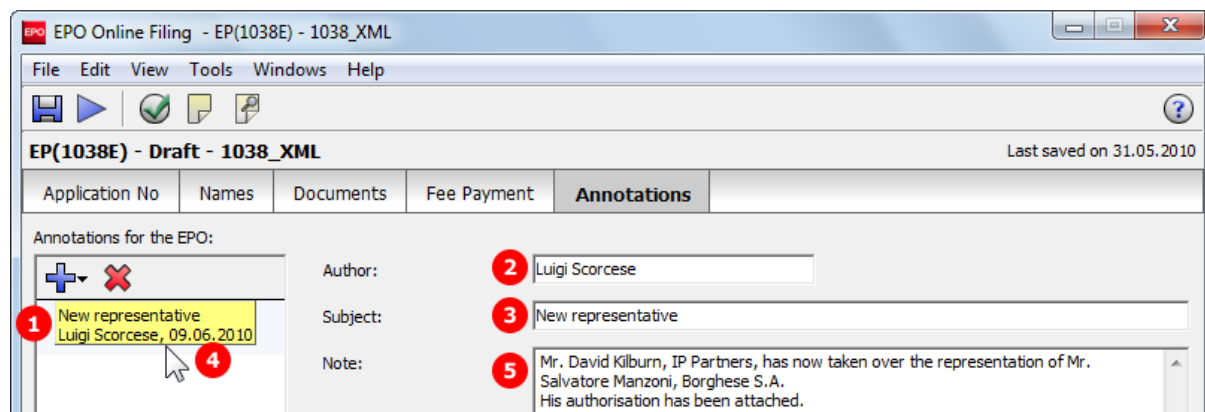 EPO EPO Online Filing - EP(1038E) - 1038_XML
File Edit View Tools Windows Help
?
EP(1038E) - Draft - 1038_XML Last saved on 31.05.2010
Application No Names Documents Fee Payment Annotations
Annotations for the EPO:
Author: 2 Luigi Scorcese
1 New representative
Luigi Scorcese, 09.06.2010
4
Subject: 3 New representative
Note: 5 Mr. David Kilburn, IP Partners, has now taken over the representation of Mr.
Salvatore Manzoni, Borghese S.A.
His authorisation has been attached.